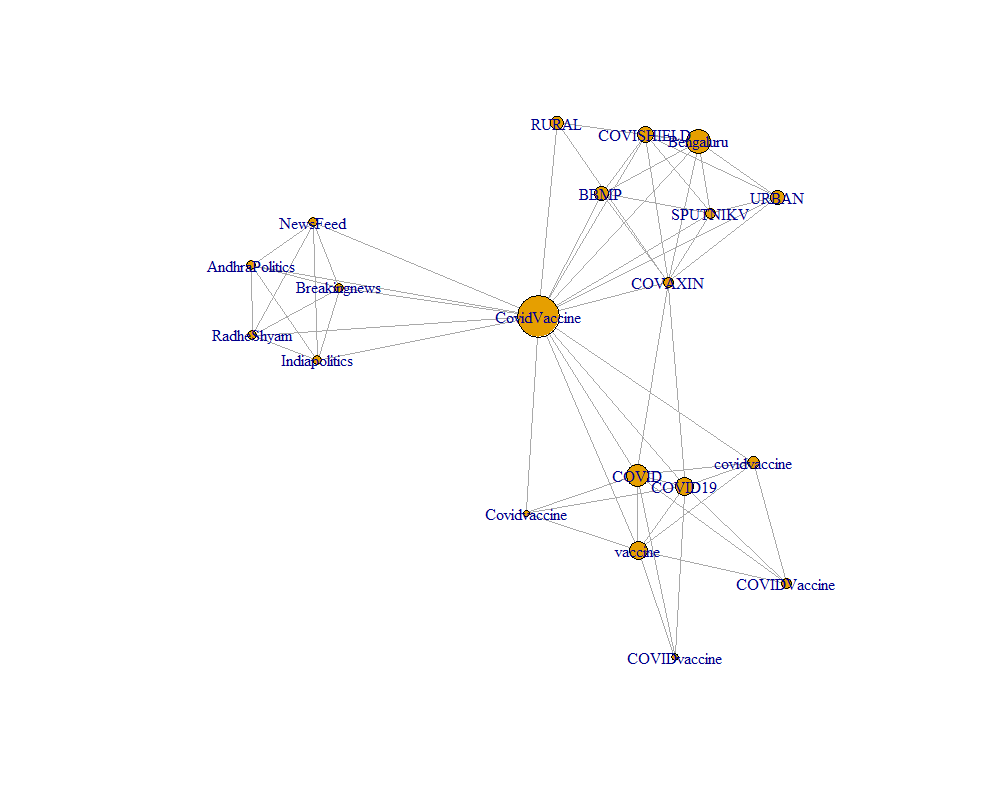 RURAL
COVISHIELD
Bengaluru
BBMP
URBAN
SPUTNIKV
NewsFeed
AndhraPolitics
Breakingnews
COVAXIN
CovidVaccine
RadheShyam
Indiapolitics
covidvaccine
COVID
COVID19
Covidvaccine
vaccine
COVIDVaccine
COVIDvaccine